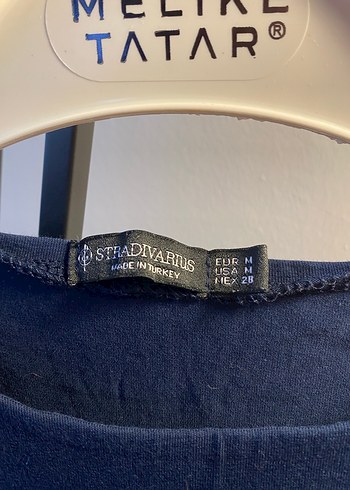 MELIKE
TATAR®
STRADIVARIUS
MADE IN TURKEY
EUR M
USA M
MEX 28